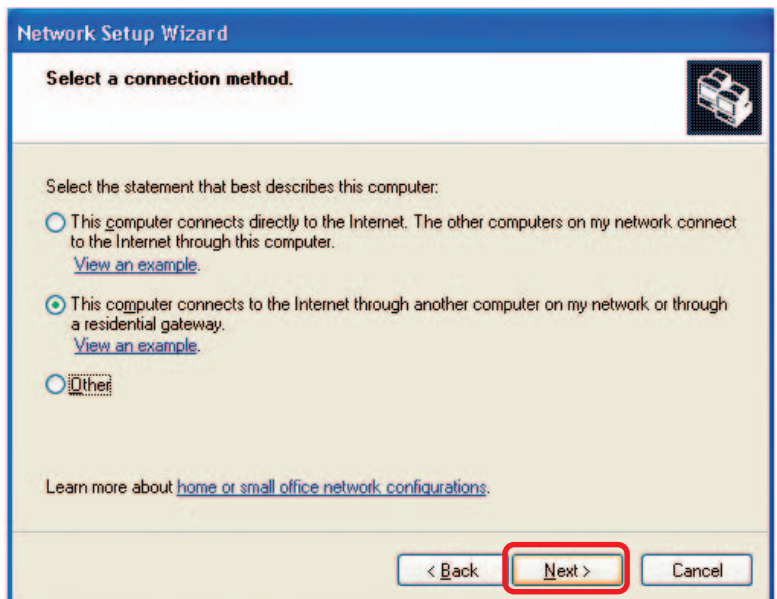 Network Setup Wizard
Select a connection method.
Select the statement that best describes this computer:
This computer connects directly to the Internet. The other computers on my network connect
to the Internet through this computer.
View an example.
This computer connects to the Internet through another computer on my network or through
a residential gateway.
View an example.
Other
Learn more about home or small office network configurations.
< Back Next > Cancel